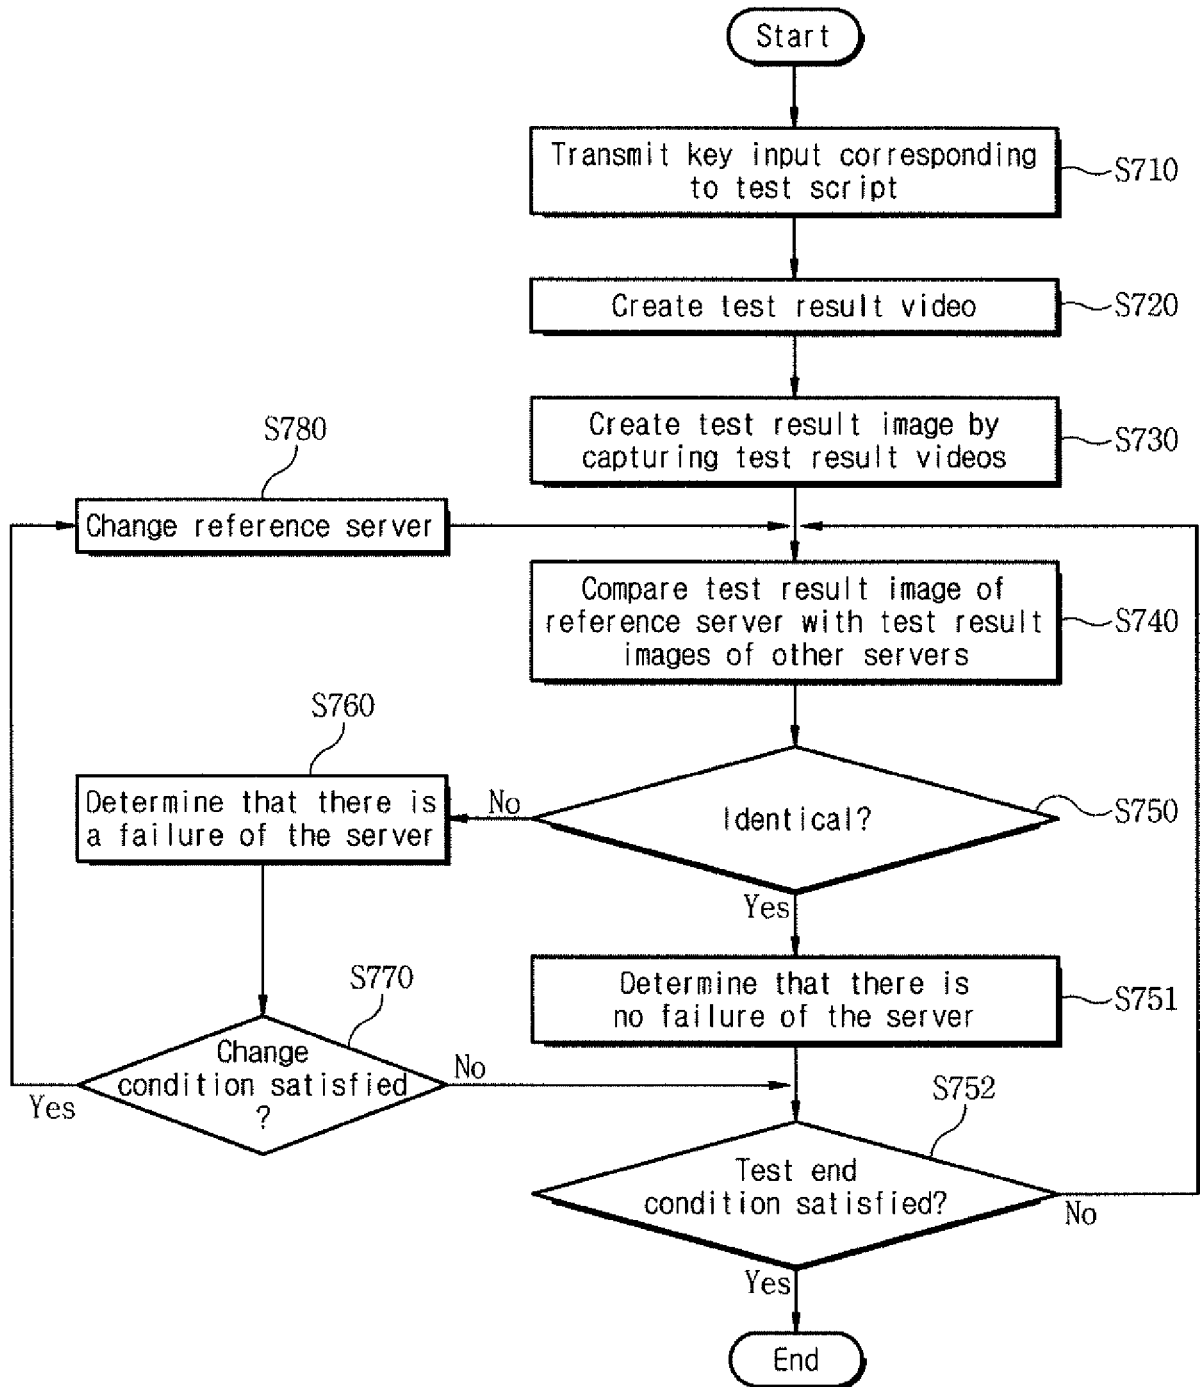 Start
Transmit key input corresponding
to test script
S710
Create test result video
S720
Create test result image by
capturing test result videos
S730
S780
Change reference server
Compare test result image of
reference server with test result
images of other servers
S740
S760
Determine that there is
a failure of the server
No
Identical?
S750
Yes
Determine that there is
no failure of the server
S751
S770
Change
condition satisfied
?
Yes
No
S752
Test end
condition satisfied?
No
Yes
End